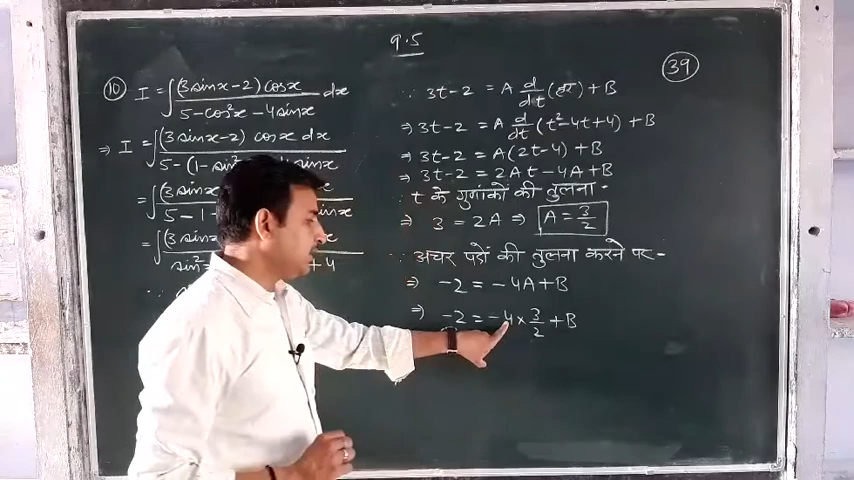 9.5
39
10 I = ∫ (3sinx-2) cosx / 5-cos²x-4sinx dx
⇒ I = ∫ (3sinx-2) cosx dx / 5-(1-sin² sinx
= ∫ (3sinx
5-1 sinx
= ∫ (3sinx x
sin² +4
∵ 3t-2 = A d/dt (हर) + B
⇒ 3t-2 = A d/dt (t²-4t+4) + B
⇒ 3t-2 = A(2t-4) + B
⇒ 3t-2 = 2At - 4A + B
∴ t के गुणांकों की तुलना-
⇒ 3 = 2A ⇒ A = 3/2
∴ अचर पदों की तुलना करने पर-
⇒ -2 = -4A+B
⇒ -2 = -4 × 3/2 + B